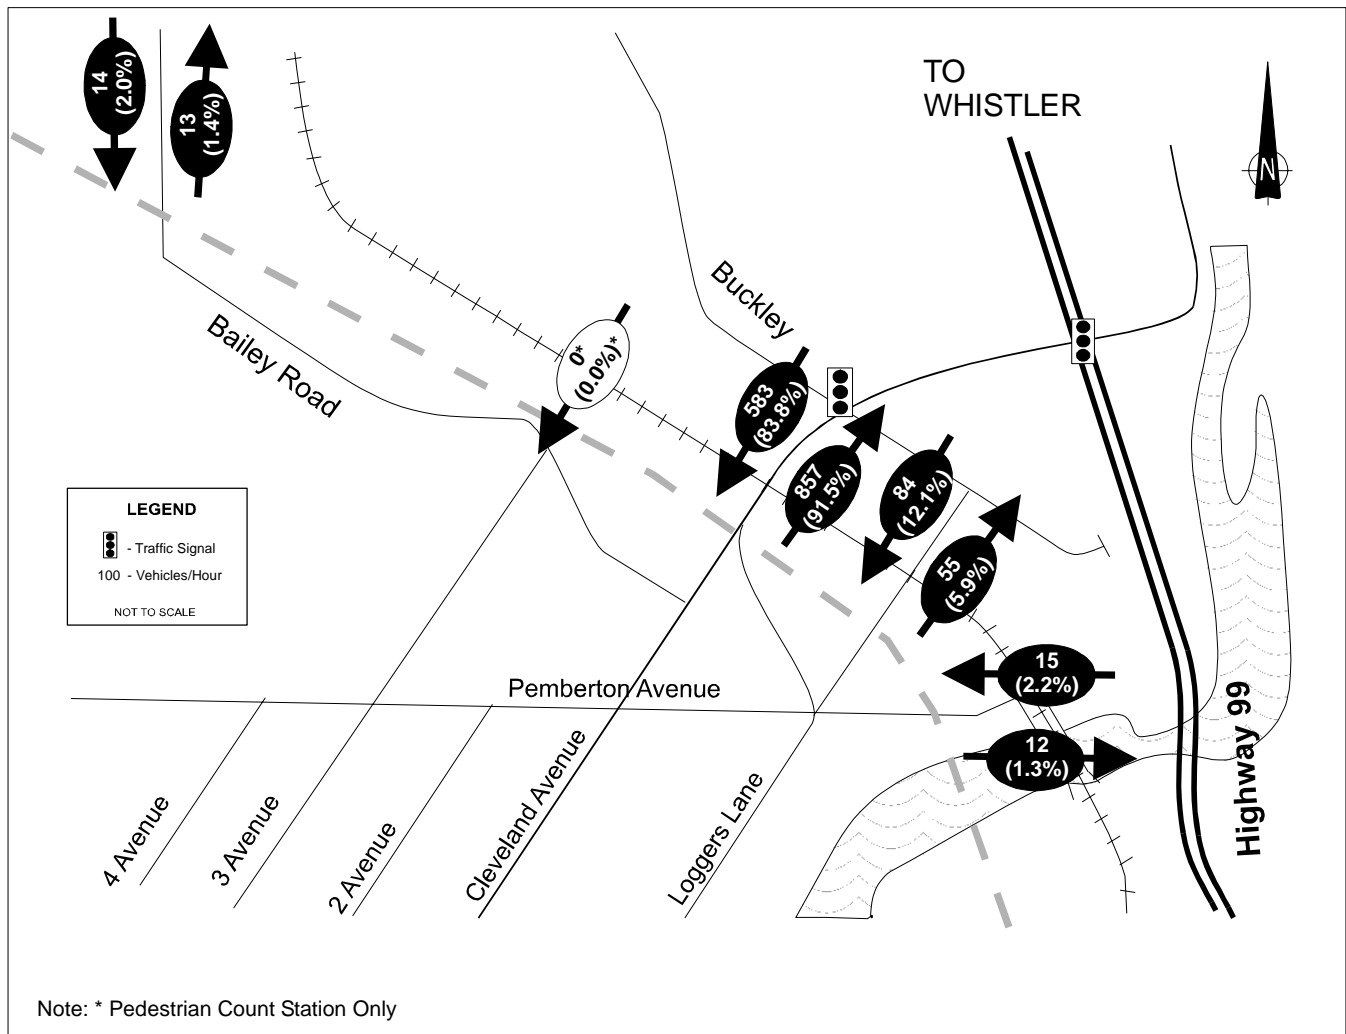 14
(2.0%)
13
(1.4%)
TO
WHISTLER
N
Buckley
Bailey Road
0*
(0.0%)*
583
(83.8%)
857
(91.5%)
84
(12.1%)
55
(5.9%)
LEGEND
- Traffic Signal
100 - Vehicles/Hour
NOT TO SCALE
15
(2.2%)
Pemberton Avenue
12
(1.3%)
Highway 99
4 Avenue
3 Avenue
2 Avenue
Cleveland Avenue
Loggers Lane
Note: * Pedestrian Count Station Only